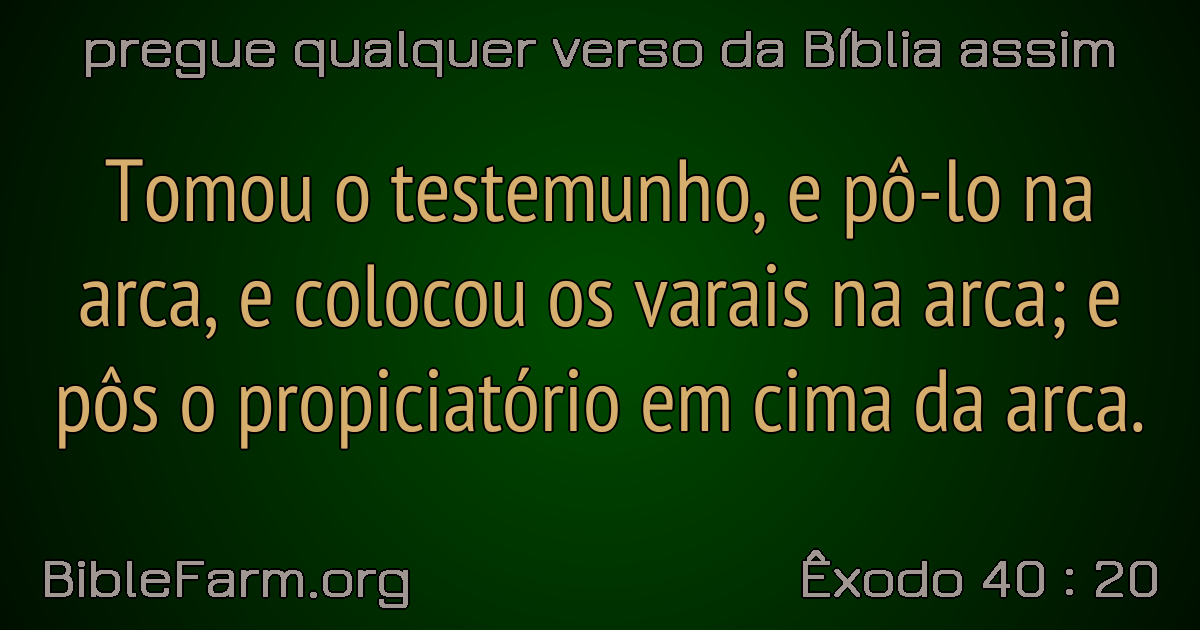 pregue qualquer verso da Bíblia assim
Tomou o testemunho, e pô-lo na
arca, e colocou os varais na arca; e
pôs o propiciatório em cima da arca.
BibleFarm.org
Êxodo 40 : 20